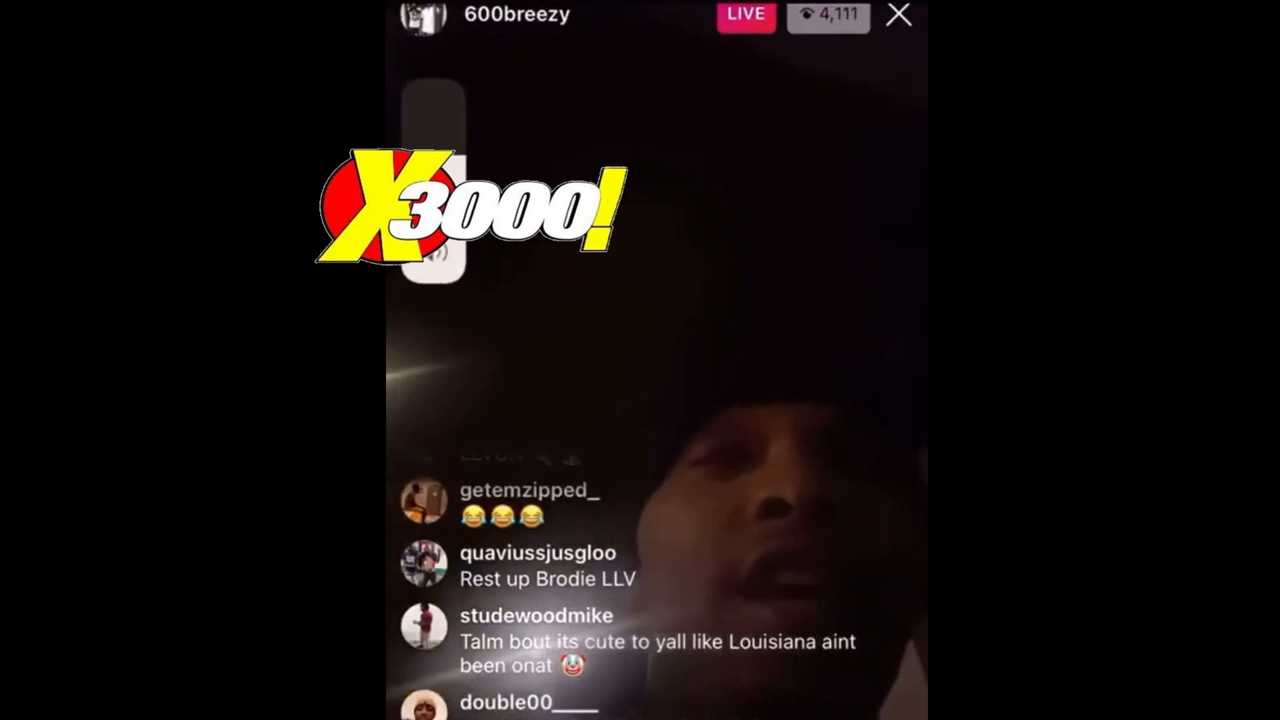 600breezy
LIVE
4,111
X3000!
getemzipped_
😂😂😂
quaviussjusgloo
Rest up Brodie LLV
studewoodmike
Talm bout its cute to yall like Louisiana aint
been onat 🤡
double00____